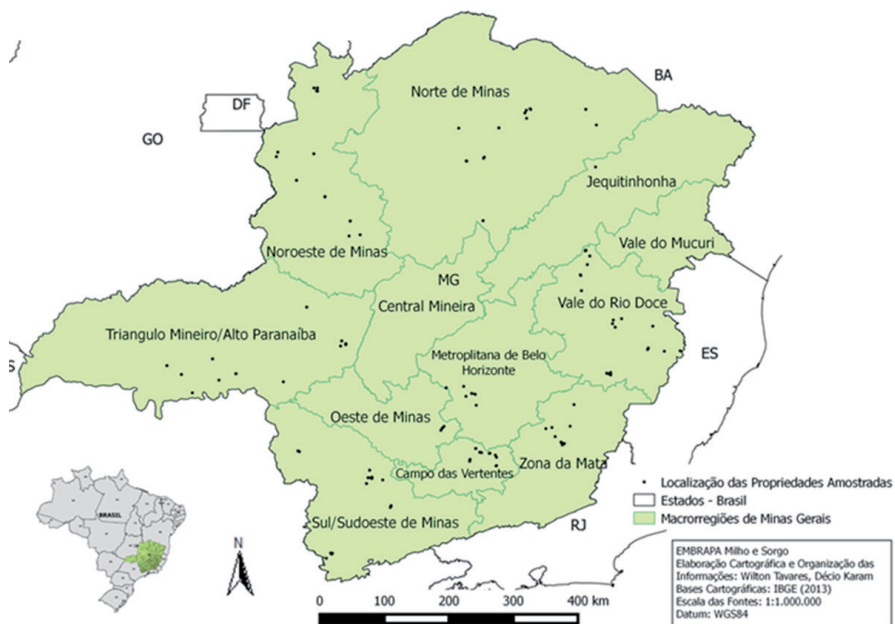 BA
Norte de Minas
DF
GO
Jequitinhonha
Vale do Mucuri
Noroeste de Minas
MG
Central Mineira
Vale do Rio Doce
Triangulo Mineiro/Alto Paranaíba
Metroplitana de Belo
Horizonte
ES
S
Oeste de Minas
Campo das Vertentes
Zona da Mata
Sul/Sudoeste de Minas
RJ
Localização das Propriedades Amostradas
Estados - Brasil
Macrorregiões de Minas Gerais
BRASIL
N
0 100 200 300 400 km
EMBRAPA Milho e Sorgo
Elaboração Cartográfica e Organização das
Informações: Wilton Tavares, Décio Karam
Bases Cartográficas: IBGE (2013)
Escala das Fontes: 1:1.000.000
Datum: WGS84